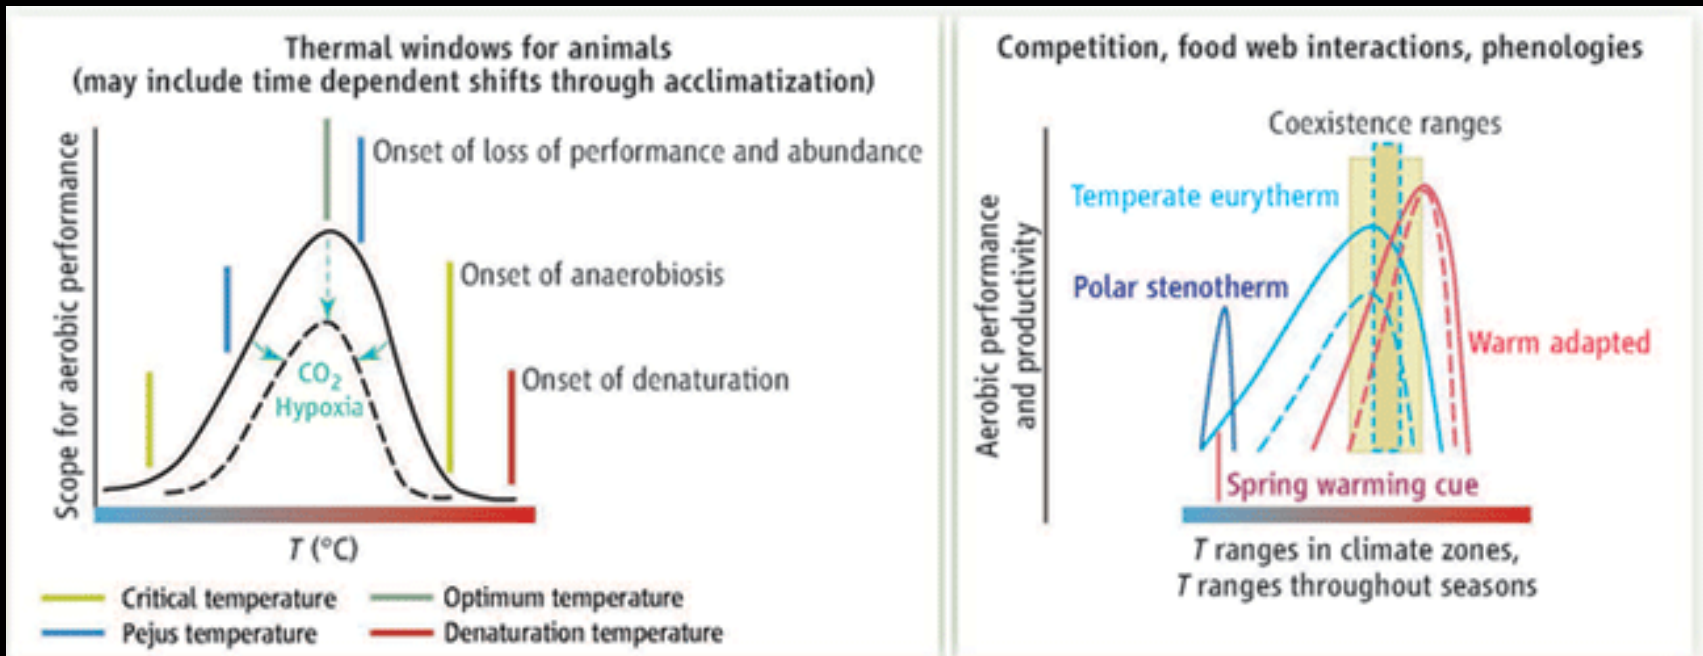 Thermal windows for animals
(may include time dependent shifts through acclimatization)
Scope for aerobic performance
Onset of loss of performance and abundance
Onset of anaerobiosis
Onset of denaturation
CO₂
Hypoxia
T (°C)
Critical temperature
Optimum temperature
Pejus temperature
Denaturation temperature
Competition, food web interactions, phenologies
Aerobic performance
and productivity
Coexistence ranges
Temperate eurytherm
Polar stenotherm
Warm adapted
Spring warming cue
T ranges in climate zones,
T ranges throughout seasons